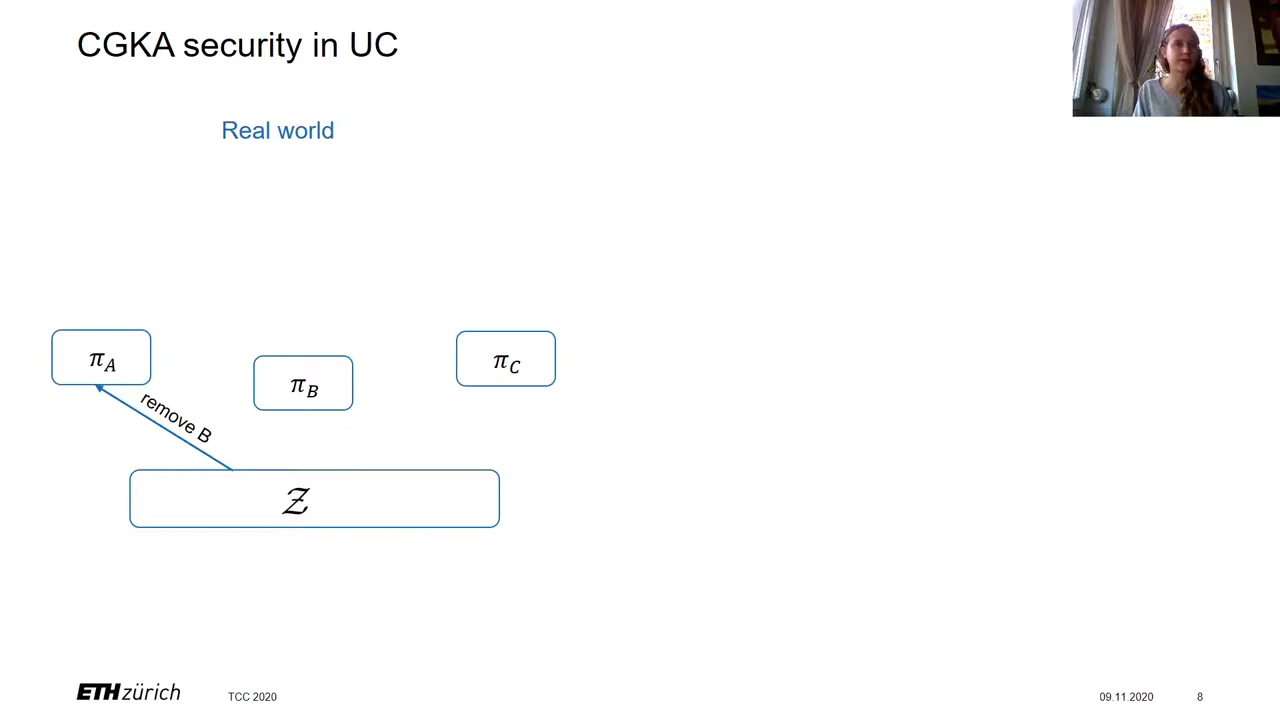 CGKA security in UC
Real world
π_A
π_B
π_C
remove B
𝒵
ETH zürich
TCC 2020
09.11.2020
8